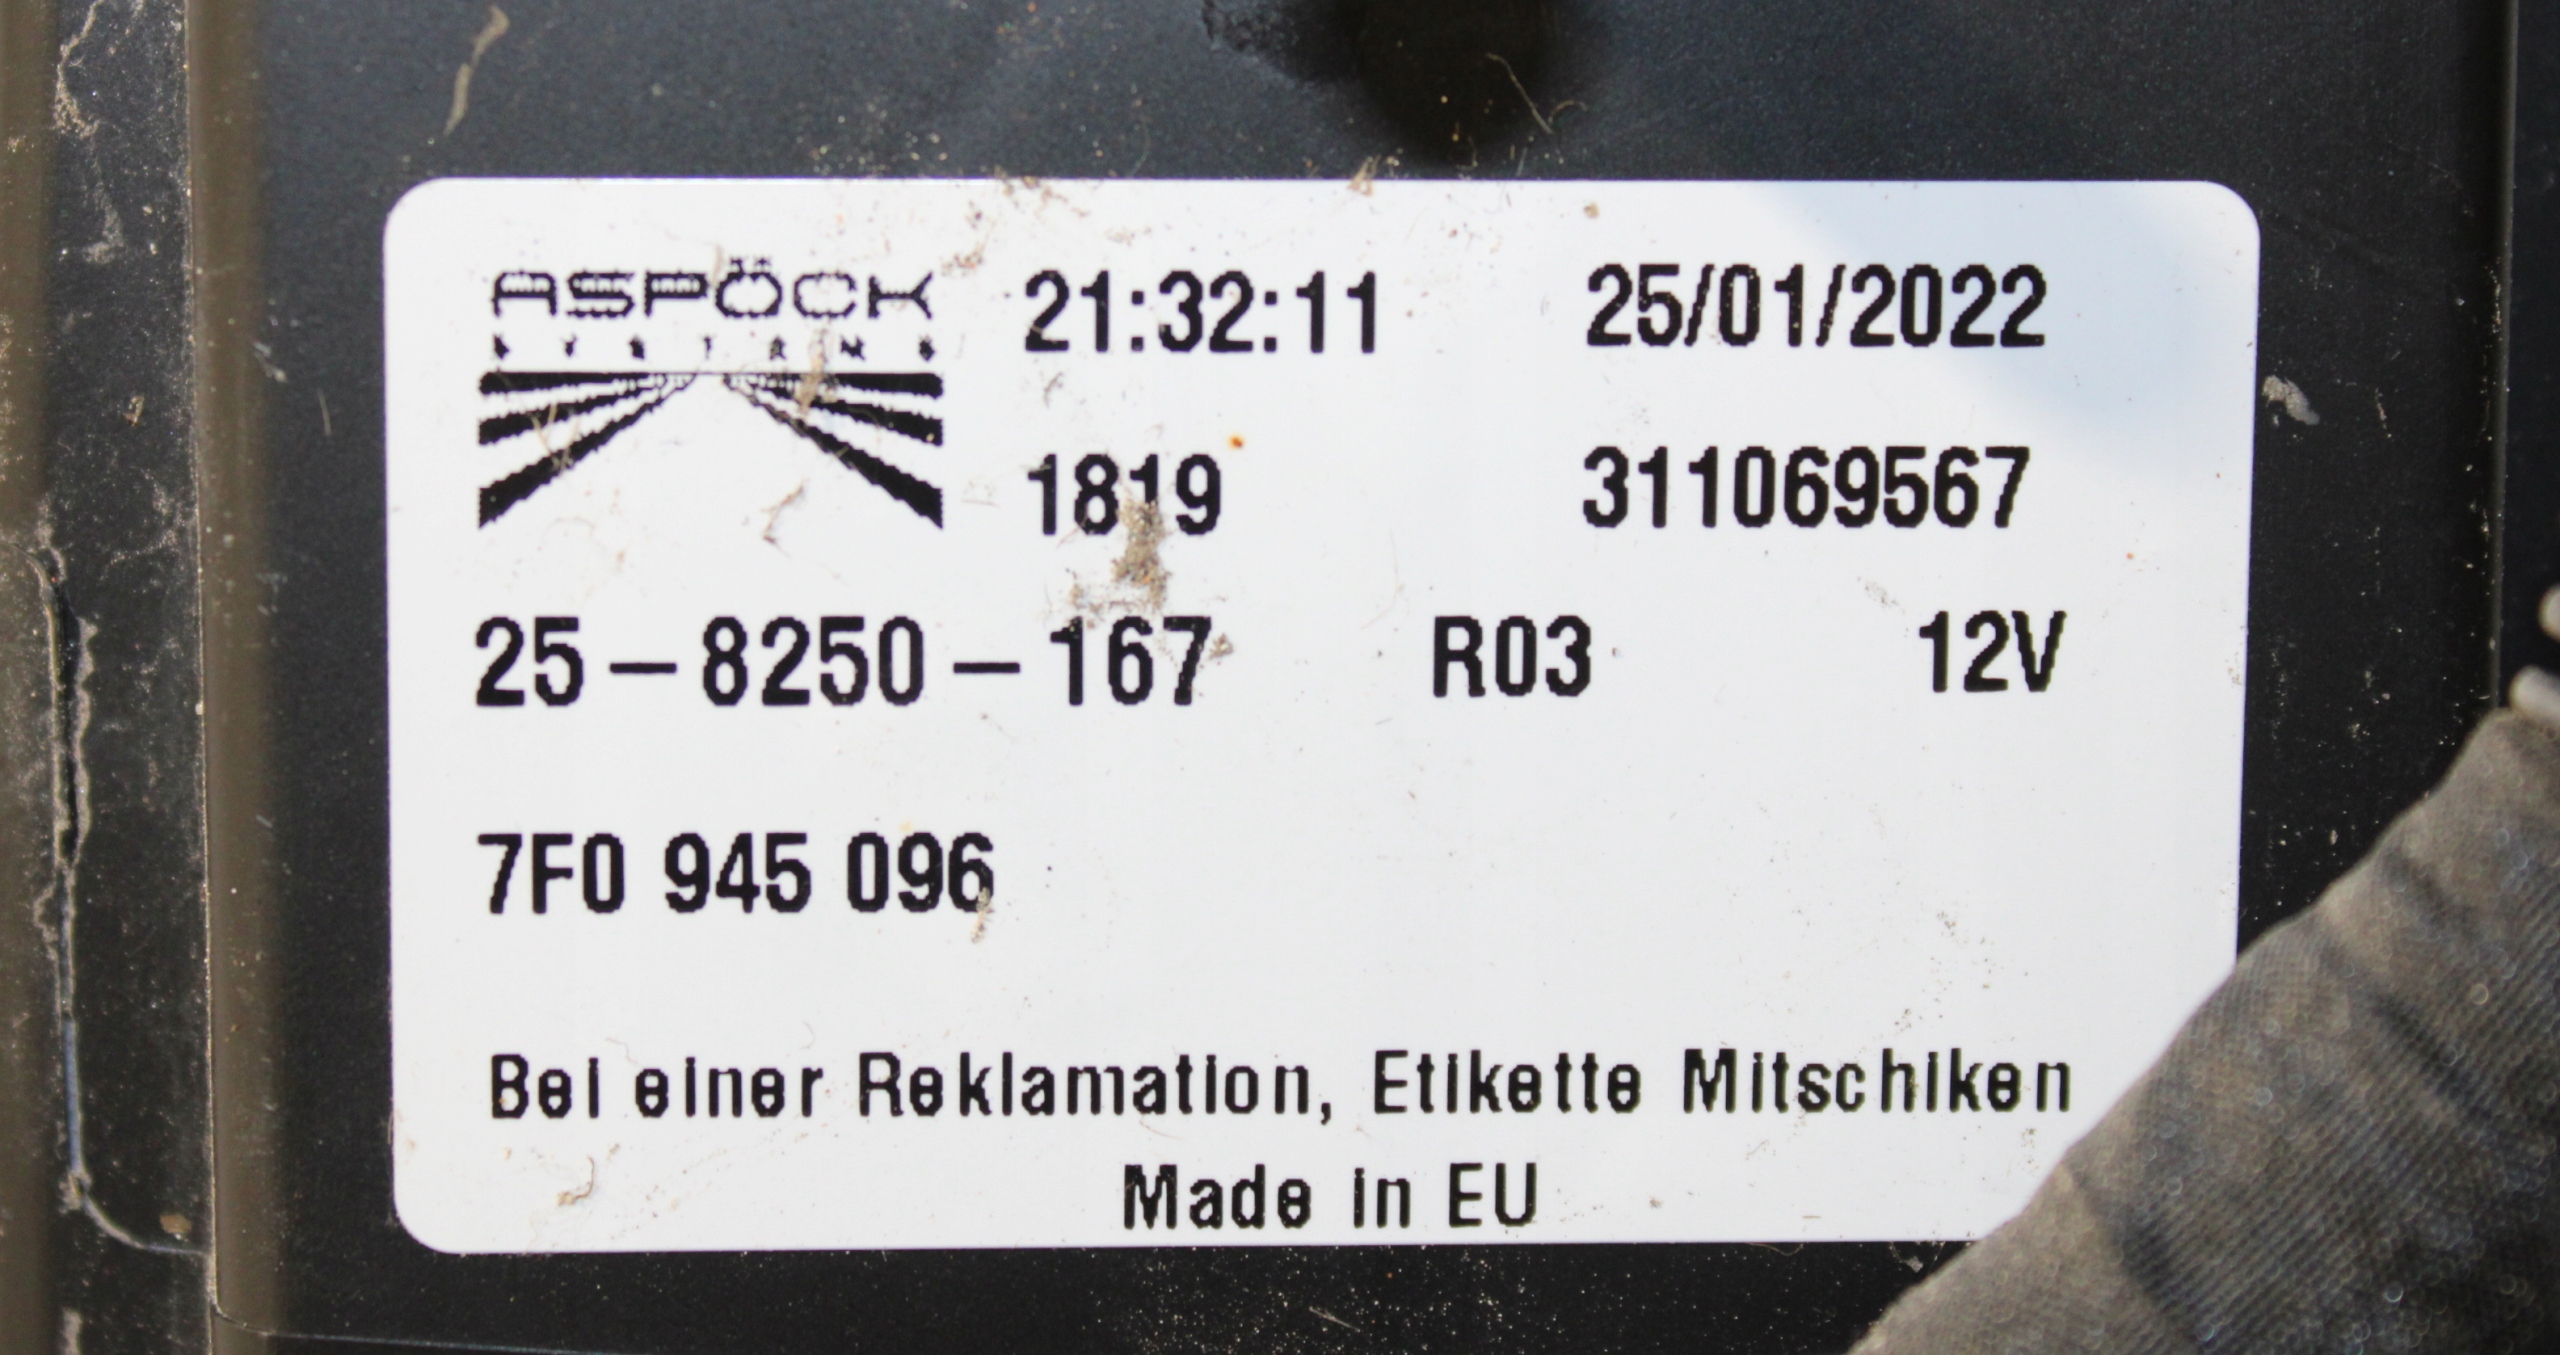 ASPÖCK 21:32:11 25/01/2022
SYSTEMS
1819 311069567
25-8250-167 R03 12V
7F0 945 096
Bei einer Reklamation, Etikette Mitschiken
Made in EU